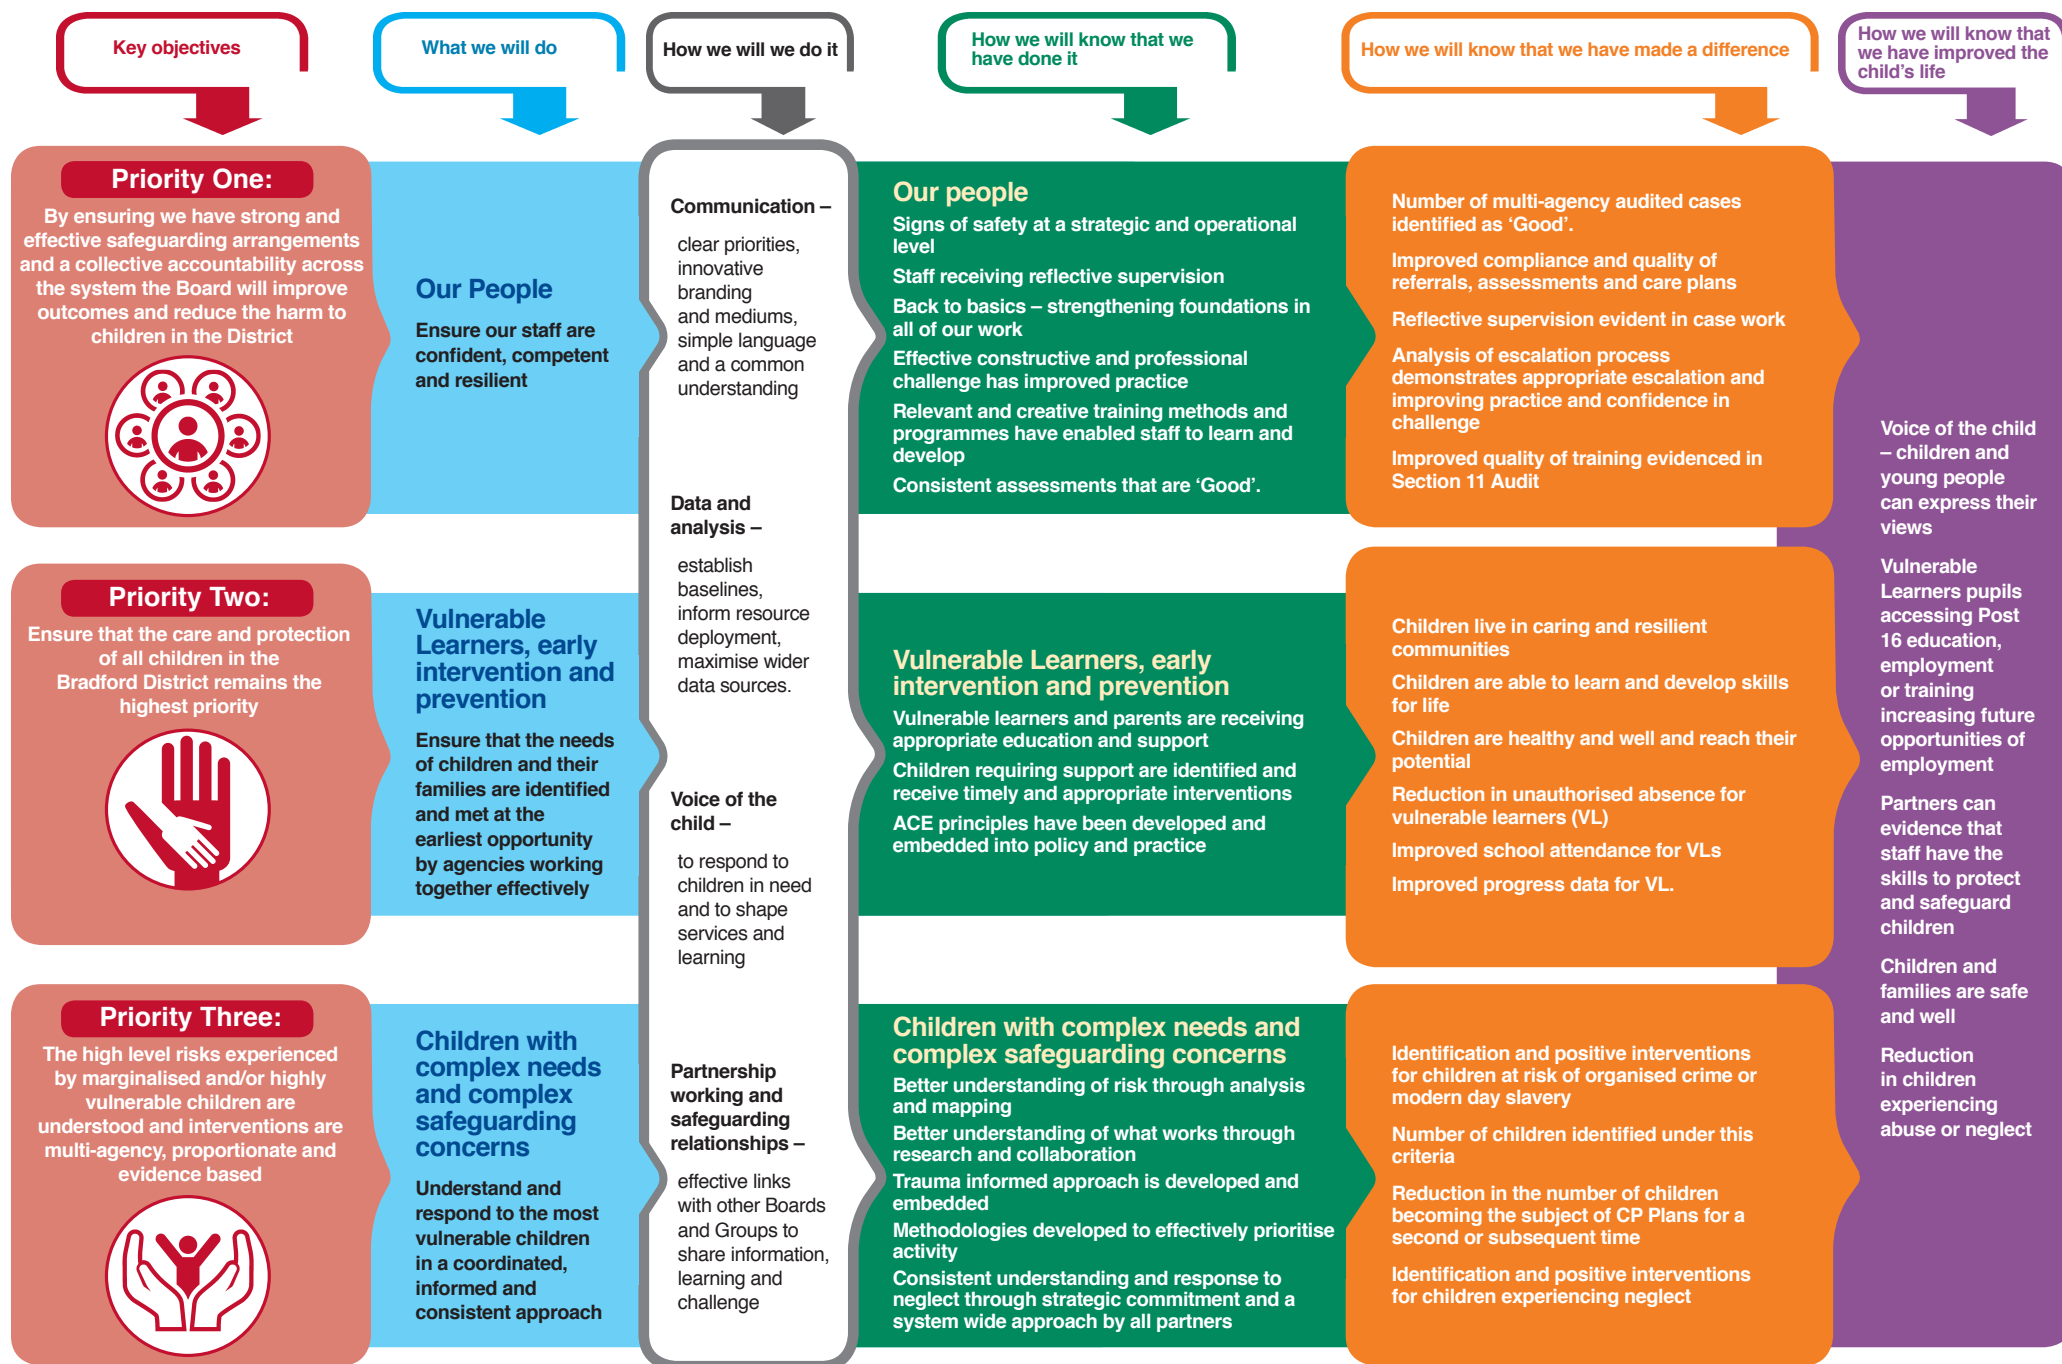 Key objectives
What we will do
How we will we do it
How we will know that we
have done it
How we will know that we have made a difference
How we will know that
we have improved the
child's life
Priority One:
By ensuring we have strong and
effective safeguarding arrangements
and a collective accountability across
the system the Board will improve
outcomes and reduce the harm to
children in the District
Our People
Ensure our staff are
confident, competent
and resilient
Priority Two:
Ensure that the care and protection
of all children in the
Bradford District remains the
highest priority
Vulnerable
Learners, early
intervention and
prevention
Ensure that the needs
of children and their
families are identified
and met at the
earliest opportunity
by agencies working
together effectively
Priority Three:
The high level risks experienced
by marginalised and/or highly
vulnerable children are
understood and interventions are
multi-agency, proportionate and
evidence based
Children with
complex needs
and complex
safeguarding
concerns
Understand and
respond to the most
vulnerable children
in a coordinated,
informed and
consistent approach
Communication –
clear priorities,
innovative
branding
and mediums,
simple language
and a common
understanding
Data and
analysis –
establish
baselines,
inform resource
deployment,
maximise wider
data sources.
Voice of the
child –
to respond to
children in need
and to shape
services and
learning
Partnership
working and
safeguarding
relationships –
effective links
with other Boards
and Groups to
share information,
learning and
challenge
Our people
Signs of safety at a strategic and operational
level
Staff receiving reflective supervision
Back to basics – strengthening foundations in
all of our work
Effective constructive and professional
challenge has improved practice
Relevant and creative training methods and
programmes have enabled staff to learn and
develop
Consistent assessments that are ‘Good’.
Vulnerable Learners, early
intervention and prevention
Vulnerable learners and parents are receiving
appropriate education and support
Children requiring support are identified and
receive timely and appropriate interventions
ACE principles have been developed and
embedded into policy and practice
Children with complex needs and
complex safeguarding concerns
Better understanding of risk through analysis
and mapping
Better understanding of what works through
research and collaboration
Trauma informed approach is developed and
embedded
Methodologies developed to effectively prioritise
activity
Consistent understanding and response to
neglect through strategic commitment and a
system wide approach by all partners
Number of multi-agency audited cases
identified as ‘Good’.
Improved compliance and quality of
referrals, assessments and care plans
Reflective supervision evident in case work
Analysis of escalation process
demonstrates appropriate escalation and
improving practice and confidence in
challenge
Improved quality of training evidenced in
Section 11 Audit
Children live in caring and resilient
communities
Children are able to learn and develop skills
for life
Children are healthy and well and reach their
potential
Reduction in unauthorised absence for
vulnerable learners (VL)
Improved school attendance for VLs
Improved progress data for VL.
Identification and positive interventions
for children at risk of organised crime or
modern day slavery
Number of children identified under this
criteria
Reduction in the number of children
becoming the subject of CP Plans for a
second or subsequent time
Identification and positive interventions
for children experiencing neglect
Voice of the child
– children and
young people
can express their
views
Vulnerable
Learners pupils
accessing Post
16 education,
employment
or training
increasing future
opportunities of
employment
Partners can
evidence that
staff have the
skills to protect
and safeguard
children
Children and
families are safe
and well
Reduction
in children
experiencing
abuse or neglect